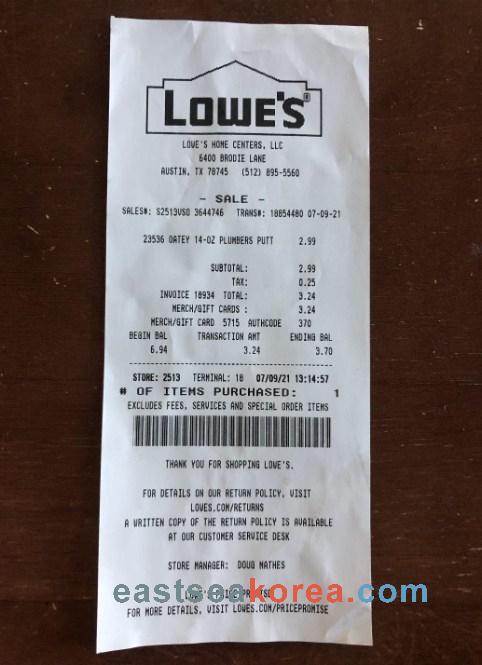 LOWE'S
LOWE'S HOME CENTERS, LLC
6400 BRODIE LANE
AUSTIN, TX 78745 (512) 895-5560
- SALE -
SALES#: S2513VS0 3644746 TRANS#: 18854480 07-09-21
23536 OATEY 14-OZ PLUMBERS PUTT 2.99
SUBTOTAL: 2.99
TAX: 0.25
INVOICE 18934 TOTAL: 3.24
MERCH/GIFT CARDS : 3.24
MERCH/GIFT CARD 5715 AUTHCODE 370
BEGIN BAL TRANSACTION AMT ENDING BAL
6.94 3.24 3.70
STORE: 2513 TERMINAL: 18 07/09/21 13:14:57
# OF ITEMS PURCHASED: 1
EXCLUDES FEES, SERVICES AND SPECIAL ORDER ITEMS
THANK YOU FOR SHOPPING LOWE'S.
FOR DETAILS ON OUR RETURN POLICY, VISIT
LOWES.COM/RETURNS
A WRITTEN COPY OF THE RETURN POLICY IS AVAILABLE
AT OUR CUSTOMER SERVICE DESK
STORE MANAGER: DOUG MATHES
eastseakorea.com
LOWE'S PRICE PROMISE
FOR MORE DETAILS, VISIT LOWES.COM/PRICEPROMISE